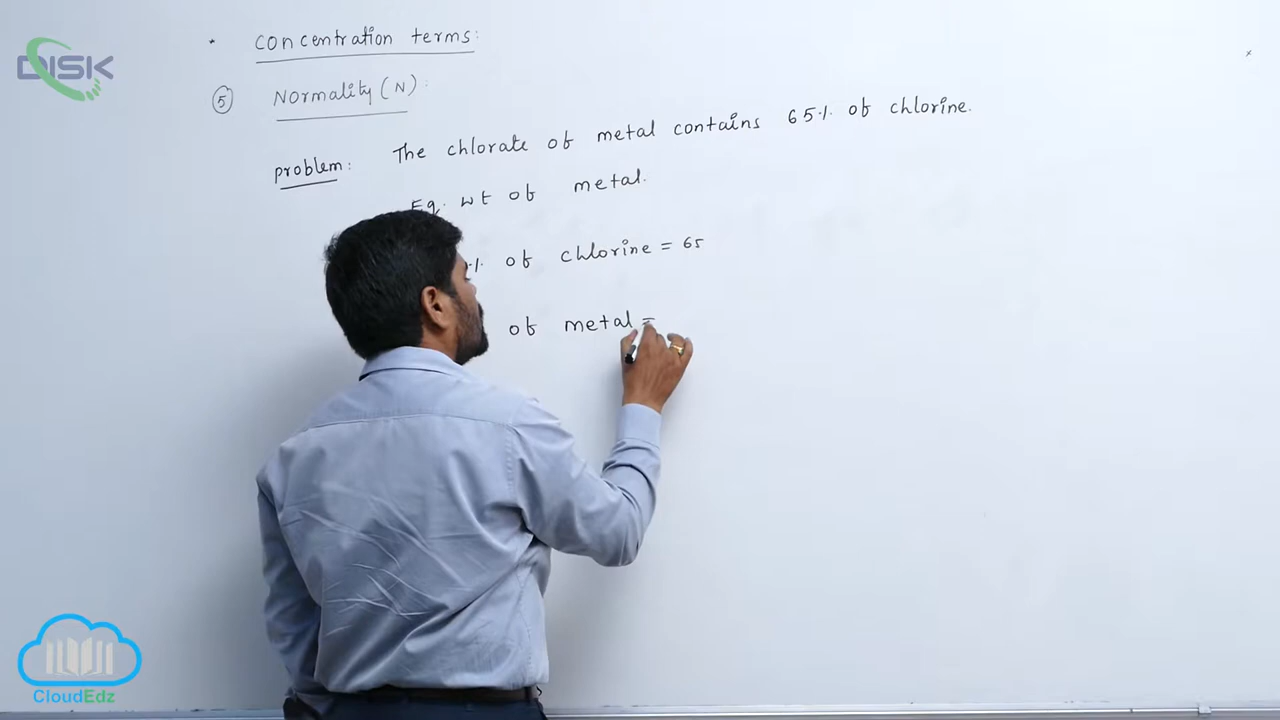 DISK
* concentration terms:
5 Normality (N):
problem: The chlorate of metal contains 65% of chlorine.
Eq. wt of metal.
% of chlorine = 65
of metal =
CloudEdz